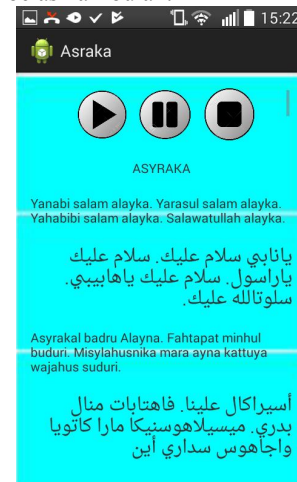 15:22
Asraka
ASYRAKA
Yanabi salam alayka. Yarasul salam alayka.
Yahabibi salam alayka. Salawatullah alayka.
يانابي سلام عليك. سلام عليك
ياراسول. سلام عليك ياهابيبي.
سلوتالله عليك.
Asyrakal badru Alayna. Fahtapat minhul
buduri. Misylahusnika mara ayna kattuya
wajahus suduri.
أسيراكال علينا. فاهتابات منال
بدري. ميسيلاهوسنيكا مارا كاتويا
واجاهوس سداري أين